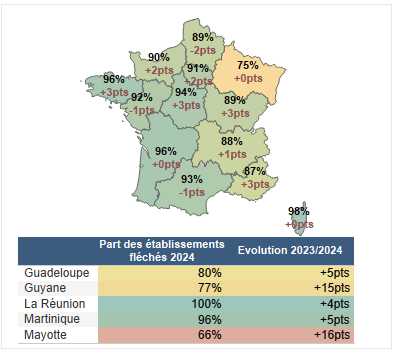 89%
-2pts
90%
+2pts
91%
+2pts
75%
+0pts
96%
+3pts
92%
-1pts
94%
+3pts
89%
+3pts
96%
+0pts
88%
+1pts
87%
+3pts
93%
-1pts
98%
+0pts
Part des établissements fléchés 2024 Evolution 2023/2024
Guadeloupe 80% +5pts
Guyane 77% +15pts
La Réunion 100% +4pts
Martinique 96% +5pts
Mayotte 66% +16pts